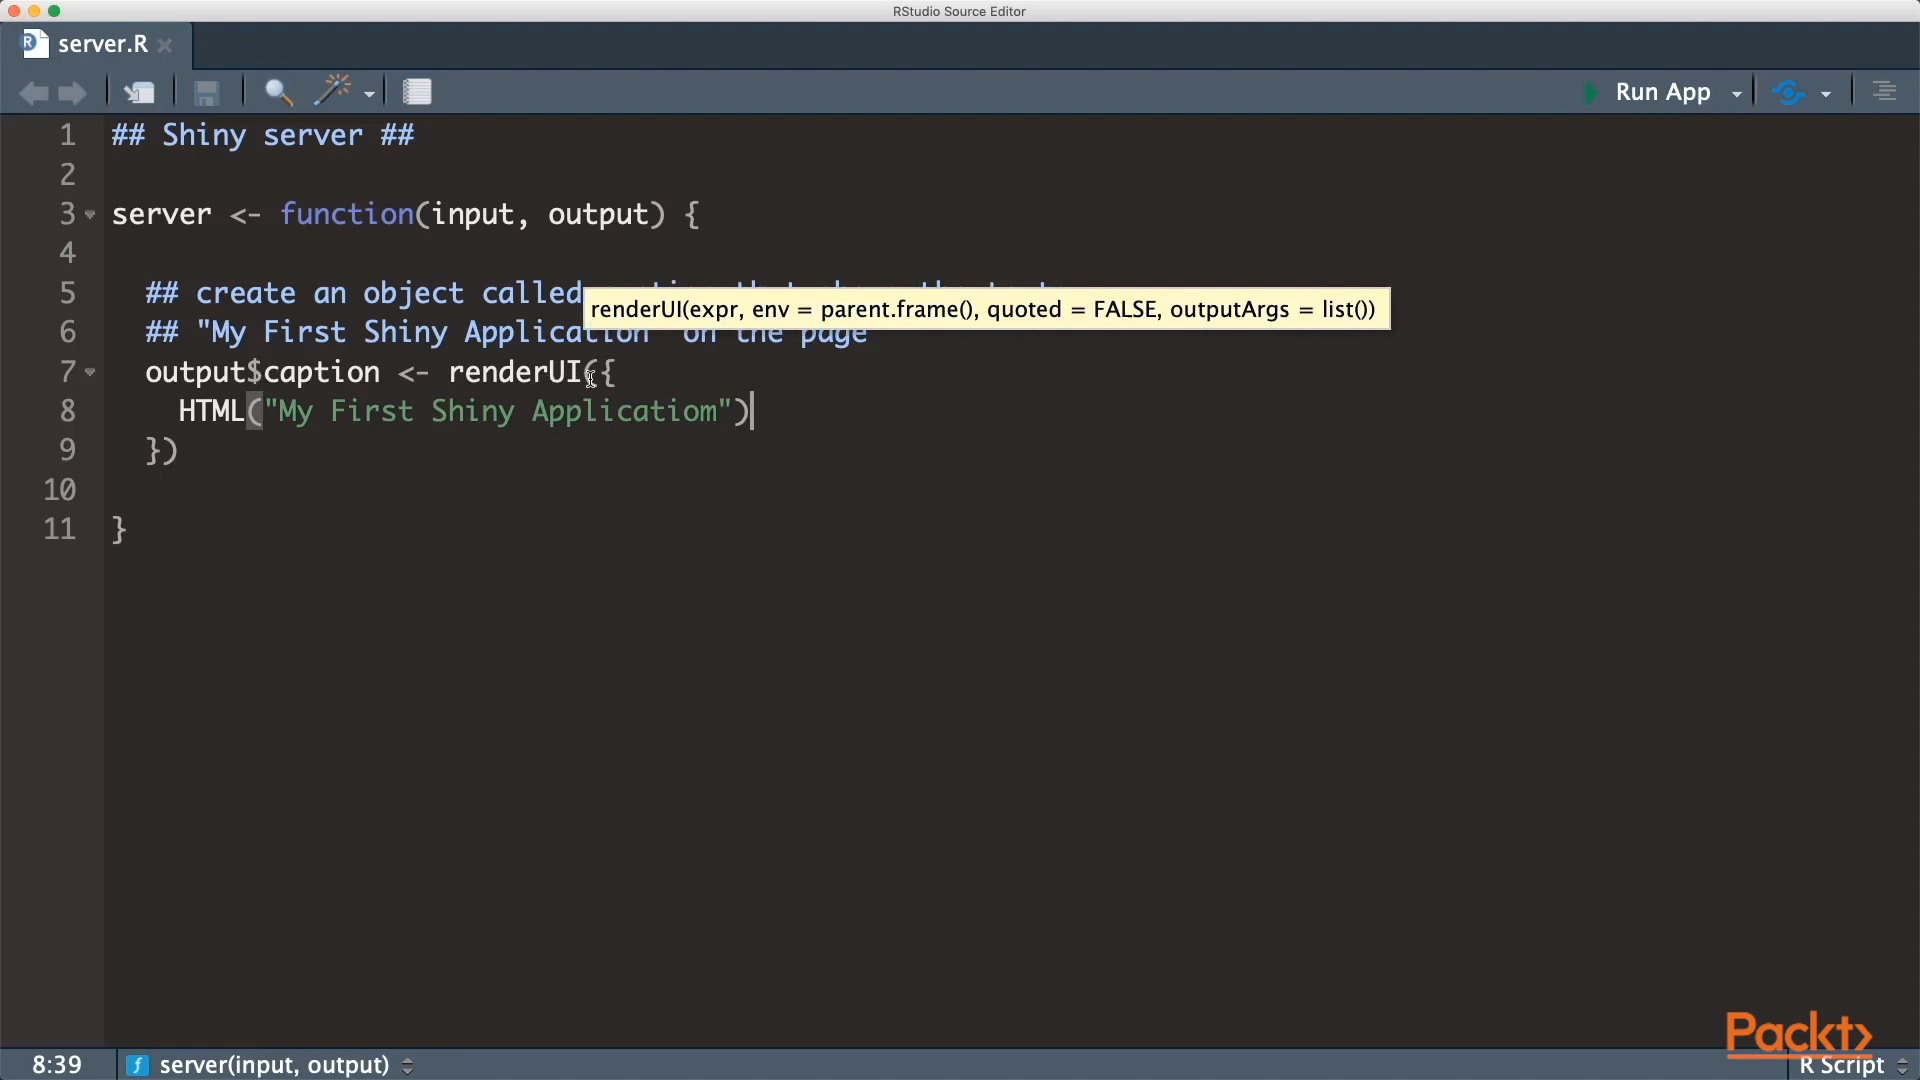 RStudio Source Editor
server.R
Run App
1 ## Shiny server ##
2
3 server <- function(input, output) {
4
5 ## create an object called
renderUI(expr, env = parent.frame(), quoted = FALSE, outputArgs = list())
6 ## "My First Shiny Application" on the page
7 output$caption <- renderUI({
8 HTML("My First Shiny Applicatiom")
9 })
10
11 }
Packt>
8:39 server(input, output) R Script